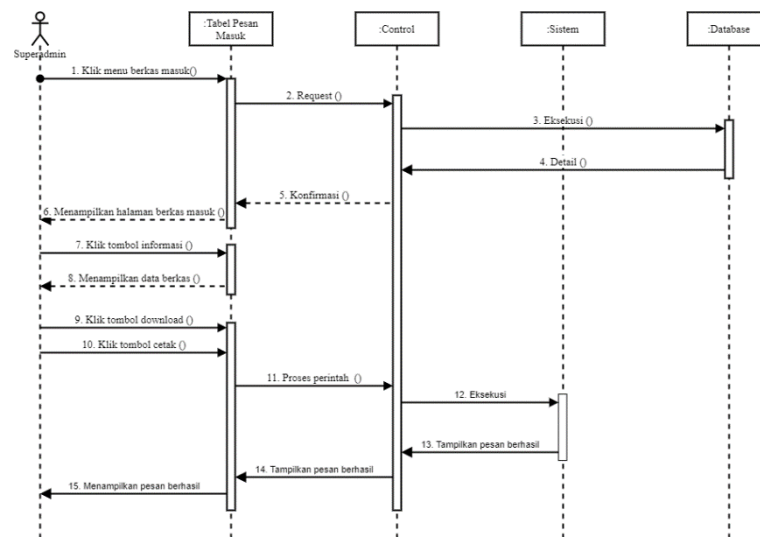 :Tabel Pesan
Masuk
:Control
:Sistem
:Database
Superadmin
1. Klik menu berkas masuk()
2. Request ()
3. Eksekusi ()
4. Detail ()
5. Konfirmasi ()
6. Menampilkan halaman berkas masuk ()
7. Klik tombol informasi ()
8. Menampilkan data berkas ()
9. Klik tombol download ()
10. Klik tombol cetak ()
11. Proses perintah ()
12. Eksekusi
13. Tampilkan pesan berhasil
14. Tampilkan pesan berhasil
15. Menampilkan pesan berhasil